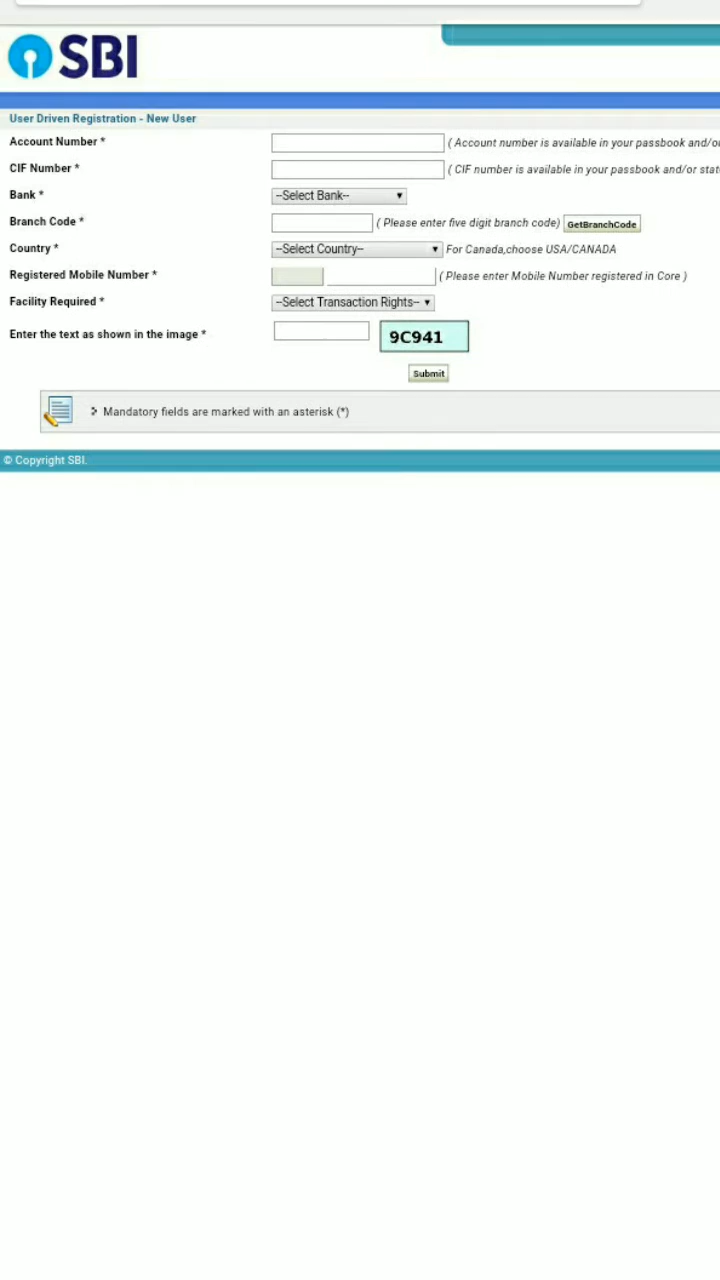 SBI
User Driven Registration - New User
Account Number * ( Account number is available in your passbook and/or
CIF Number * ( CIF number is available in your passbook and/or
Bank * --Select Bank--
Branch Code * ( Please enter five digit branch code) GetBranchCode
Country * --Select Country-- For Canada,choose USA/CANADA
Registered Mobile Number * ( Please enter Mobile Number registered in Core )
Facility Required * --Select Transaction Rights--
Enter the text as shown in the image * 9C941
Submit
Mandatory fields are marked with an asterisk (*)
© Copyright SBI.